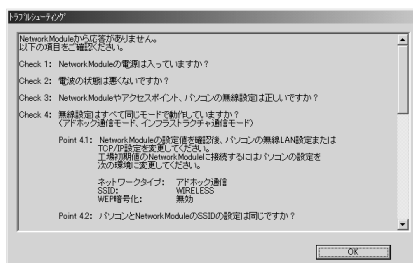 トラブルシューティング
Network Moduleから応答がありません。
以下の項目をご確認ください。
Check 1: Network Moduleの電源は入っていますか？
Check 2: 電波の状態は悪くないですか？
Check 3: Network Moduleやアクセスポイント、パソコンの無線設定は正しいですか？
Check 4: 無線設定はすべて同じモードで動作していますか？
（アドホック通信モード、インフラストラクチャ通信モード）
Point 4.1: Network Moduleの設定値を確認後、パソコンの無線LAN設定または
TCP/IP設定を変更してください。
工場初期値のNetwork Moduleに接続するにはパソコンの設定を
次の環境に変更してください。
ネットワークタイプ: アドホック通信
SSID: WIRELESS
WEP暗号化: 無効
Point 4.2: パソコンとNetwork ModuleのSSIDの設定は同じですか？
OK